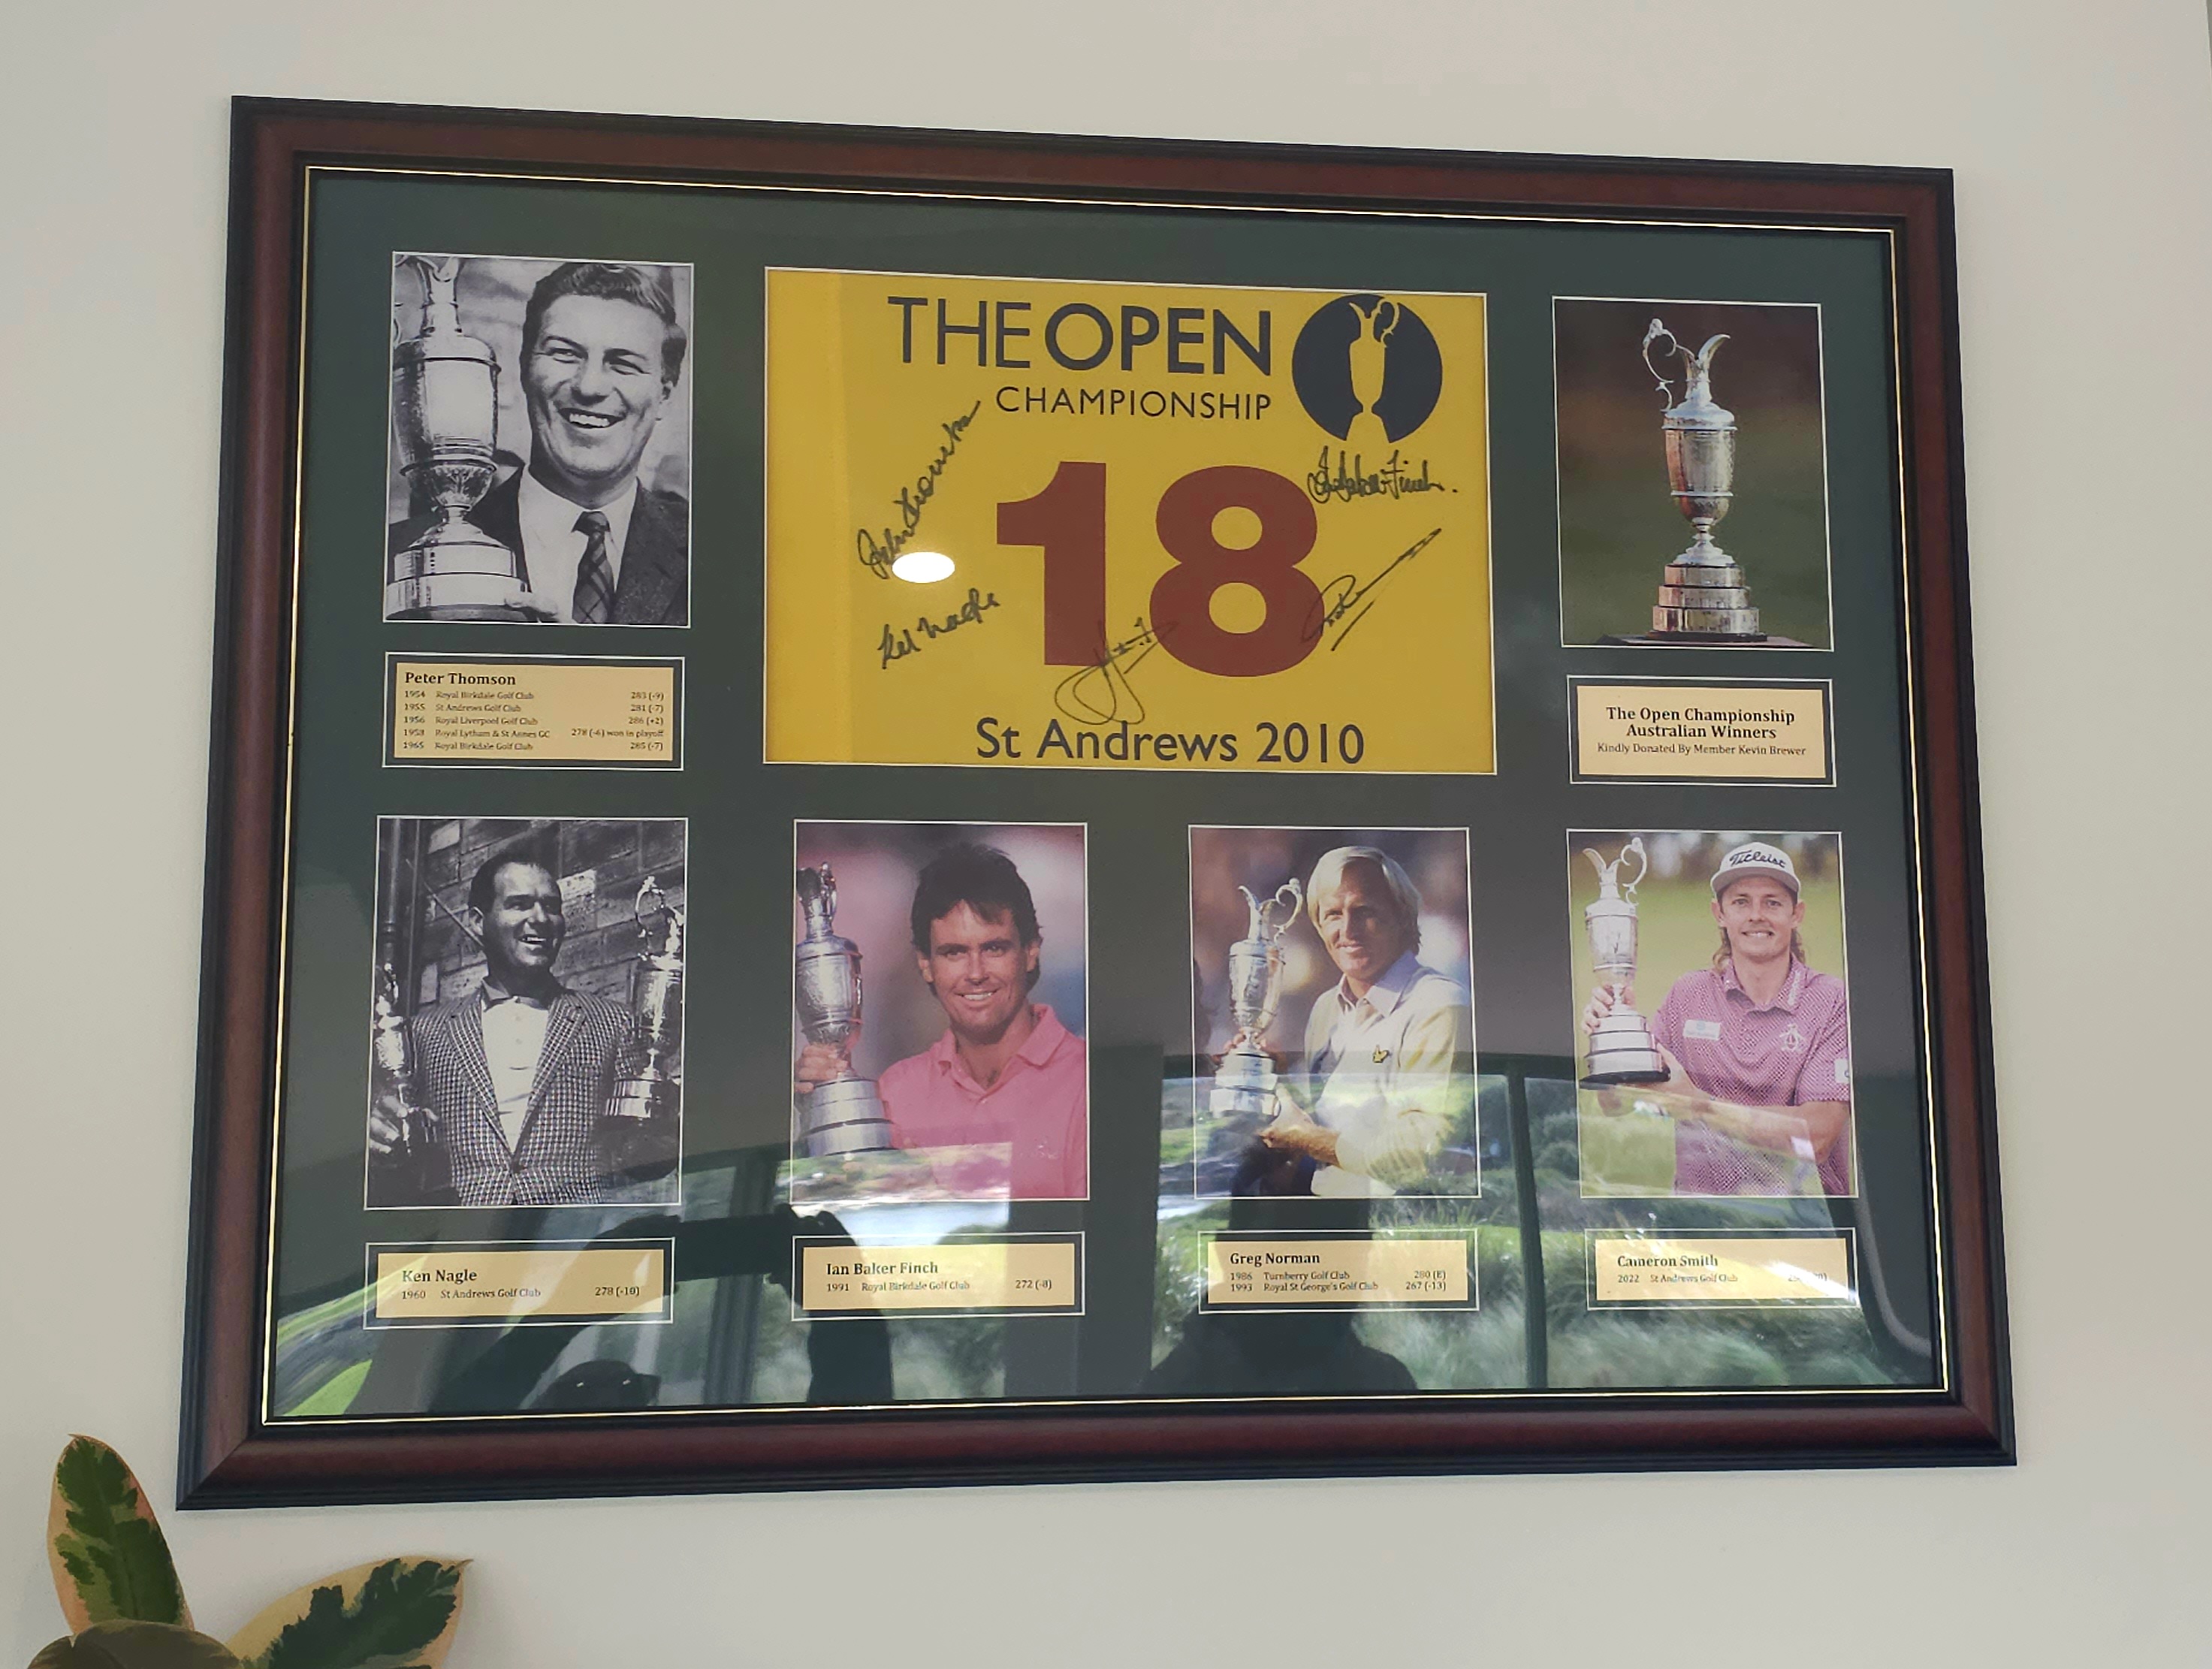 THE OPEN
CHAMPIONSHIP
18
St Andrews 2010
Kel Nagle
Peter Thomson
1954 Royal Birkdale Golf Club 283 (-9)
1955 St Andrews Golf Club 281 (-7)
1956 Royal Liverpool Golf Club 286 (+2)
1958 Royal Lytham & St Annes GC 278 (-6) won in playoff
1965 Royal Birkdale Golf Club 285 (-7)
The Open Championship
Australian Winners
Kindly Donated By Member Kevin Brewer
Titleist
Ken Nagle
1960 St Andrews Golf Club 278 (-10)
Ian Baker Finch
1991 Royal Birkdale Golf Club 272 (-8)
Greg Norman
1986 Turnberry Golf Club 280 (E)
1993 Royal St George's Golf Club 267 (-13)
Cameron Smith
2022 St Andrews Golf Club